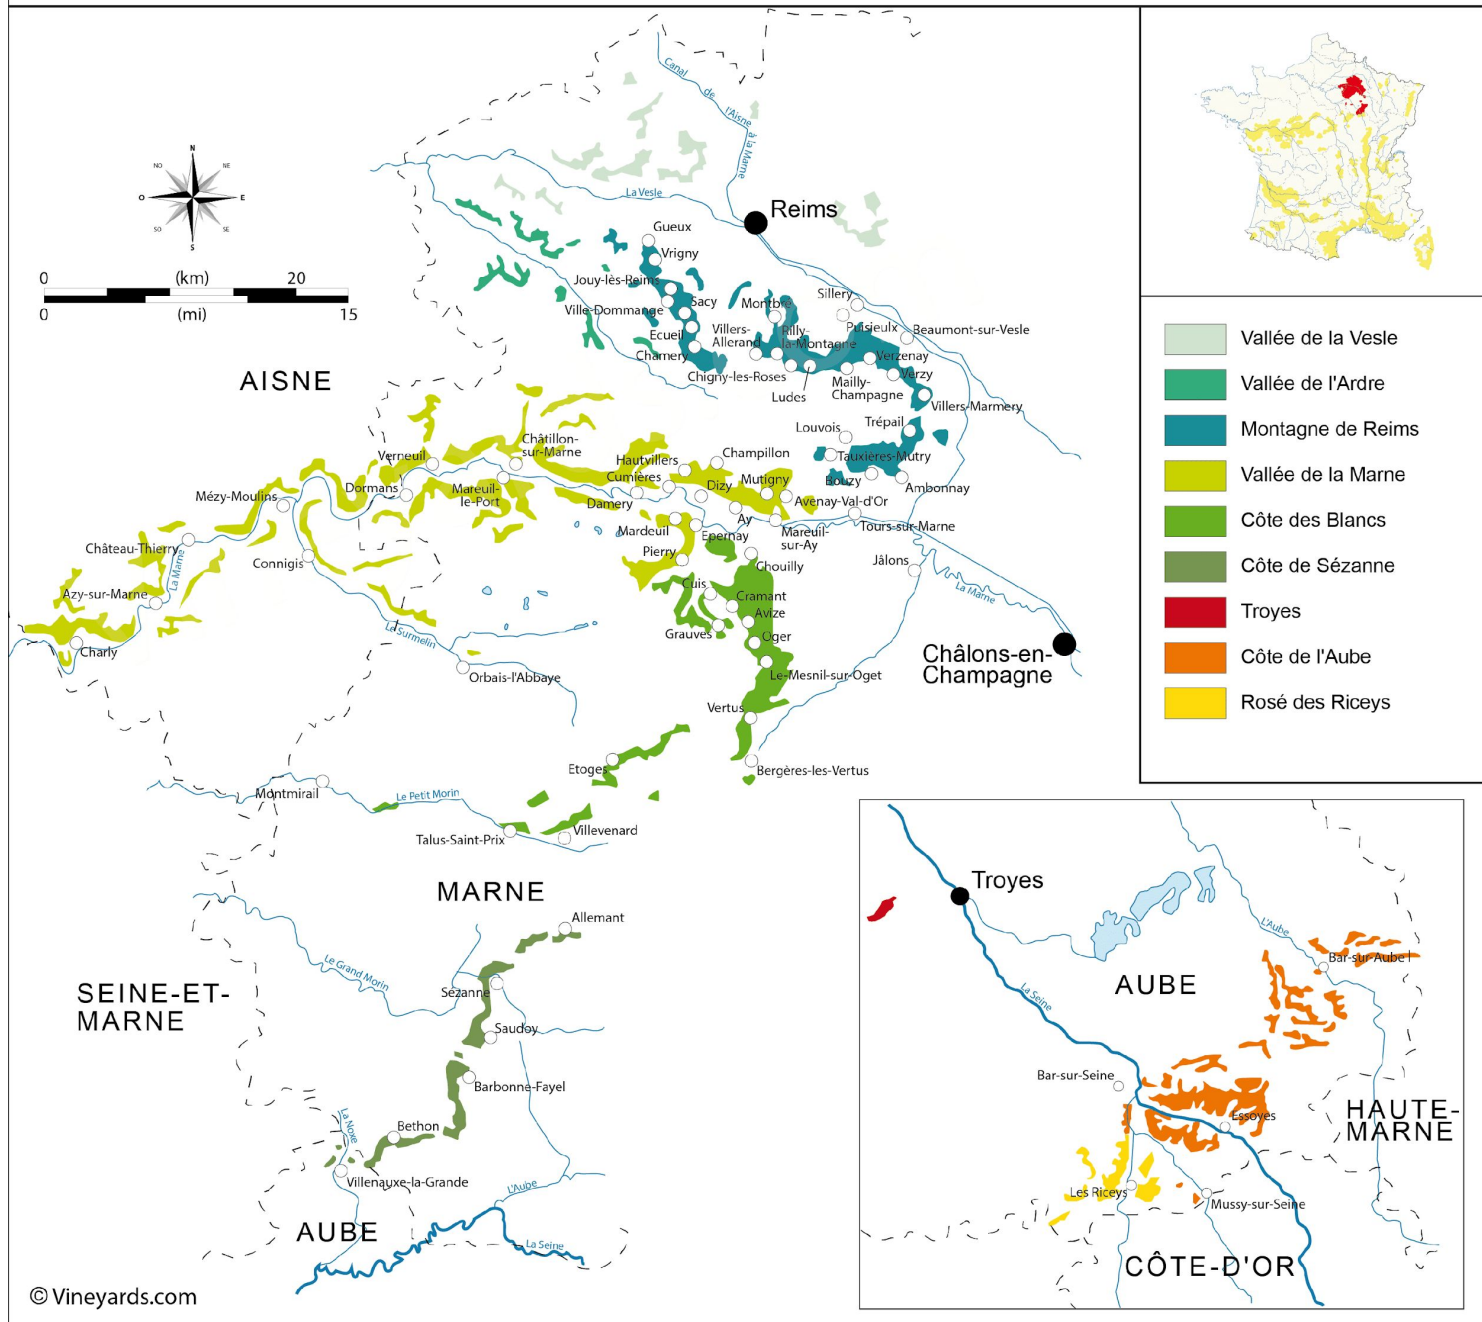 Canal
de
l'Aisne
à la Marne
N
NO
NE
O
E
SO
SE
S
0
(km)
20
(mi)
0
15
La Vesle
Reims
Gueux
Vrigny
Jouy-lès-Reims
Ville-Dommange
Sacy
Ecueil
Chamery
Montbré
Villers-
Allerand
Rilly-
la-Montagne
Sillery
Puisieulx
Beaumont-sur-Vesle
Verzenay
Verzy
Chigny-les-Roses
Ludes
Mailly-
Champagne
Villers-Marmery
Trépail
Louvois
Tauxières-Mutry
Bouzy
Ambonnay
AISNE
Verneuil
Châtillon-
sur-Marne
Dormans
Mareuil-
le-Port
Mézy-Moulins
Château-Thierry
La Marne
Connigis
Azy-sur-Marne
Charly
Le Surmelin
Orbais-l'Abbaye
Hautvillers
Champillon
Cumières
Dizy
Mutigny
Damery
Avenay-Val-d'Or
Ay
Mardeuil
Epernay
Mareuil-
sur-Ay
Tours-sur-Marne
Pierry
Chouilly
Jâlons
La Marne
Cuis
Cramant
Avize
Grauves
Oger
Le-Mesnil-sur-Oget
Châlons-en-
Champagne
Vertus
Bergères-les-Vertus
Etoges
Montmirail
Le Petit Morin
Talus-Saint-Prix
Villevenard
MARNE
Allemant
Le Grand Morin
Sézanne
Saudoy
Barbonne-Fayel
SEINE-ET-
MARNE
La Noxe
Bethon
Villenauxe-la-Grande
AUBE
L'Aube
La Seine
© Vineyards.com
Vallée de la Vesle
Vallée de l'Ardre
Montagne de Reims
Vallée de la Marne
Côte des Blancs
Côte de Sézanne
Troyes
Côte de l'Aube
Rosé des Riceys
Troyes
L'Aube
Bar-sur-Aube
AUBE
La Seine
Bar-sur-Seine
Essoyes
HAUTE-
MARNE
Les Riceys
Mussy-sur-Seine
CÔTE-D'OR